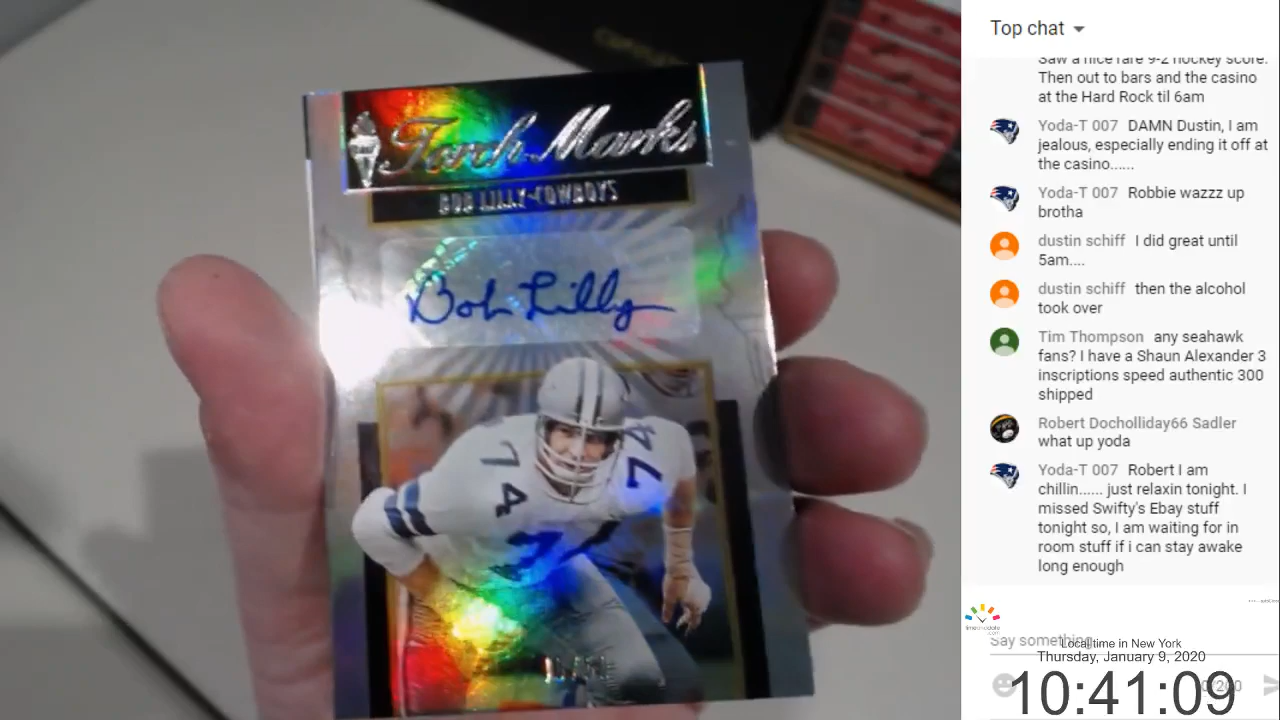 Torch Marks
BOB LILLY-COWBOYS
Bob Lilly
74
74
Top chat
Saw a nice rare 9-2 hockey score.
Then out to bars and the casino
at the Hard Rock til 6am
Yoda-T 007 DAMN Dustin, I am
jealous, especially ending it off at
the casino......
Yoda-T 007 Robbie wazzz up
brotha
dustin schiff I did great until
5am....
dustin schiff then the alcohol
took over
Tim Thompson any seahawk
fans? I have a Shaun Alexander 3
inscriptions speed authentic 300
shipped
Robert Docholliday66 Sadler
what up yoda
Yoda-T 007 Robert I am
chillin...... just relaxin tonight. I
missed Swifty's Ebay stuff
tonight so, I am waiting for in
room stuff if i can stay awake
long enough
Say something...
Local time in New York
Thursday, January 9, 2020
10:41:09